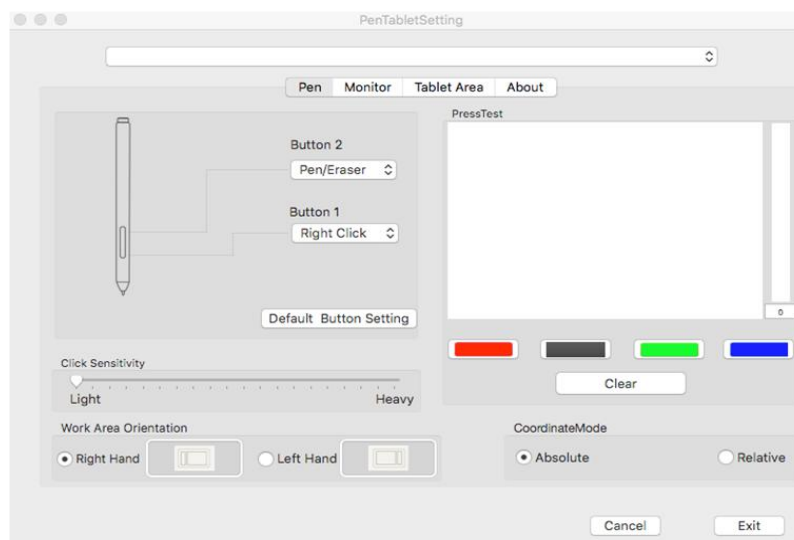 PenTabletSetting
Pen Monitor Tablet Area About
PressTest
Button 2
Pen/Eraser
Button 1
Right Click
Default Button Setting
0
Click Sensitivity
Light Heavy
Clear
Work Area Orientation
Right Hand Left Hand
CoordinateMode
Absolute Relative
Cancel Exit